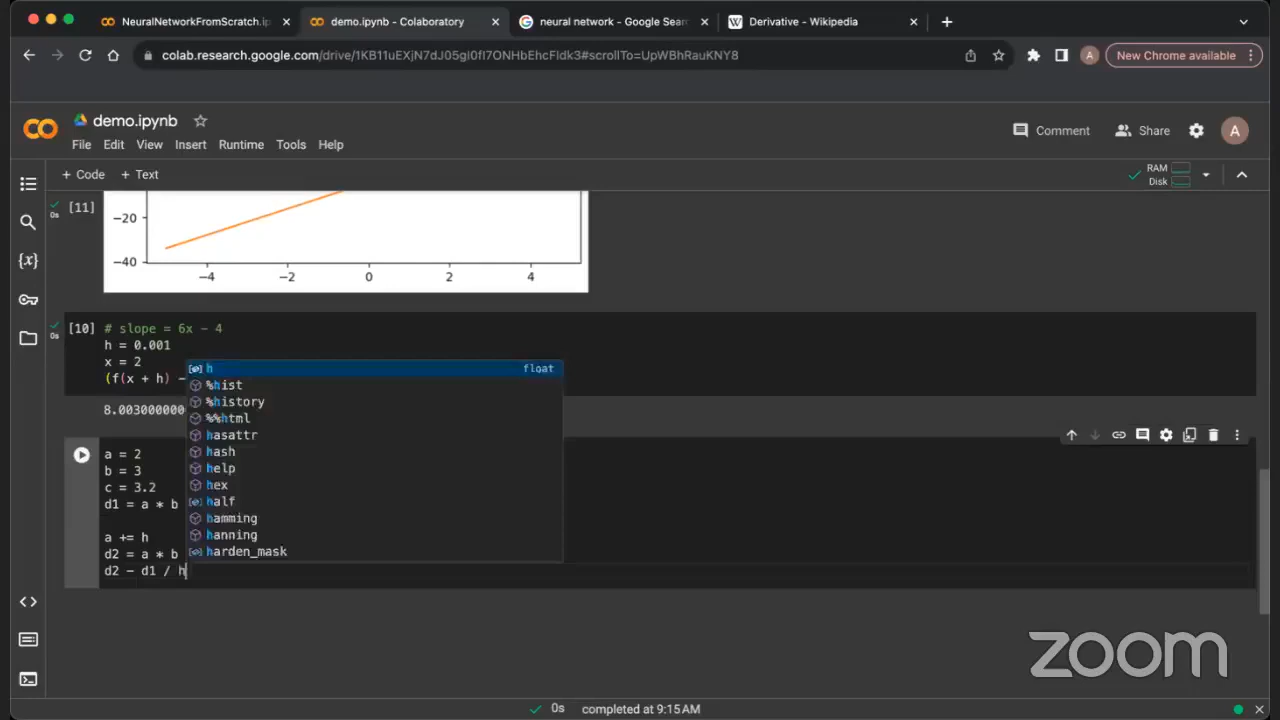 NeuralNetworkFromScratch.ip
demo.ipynb - Colaboratory
neural network - Google Sear
Derivative - Wikipedia
colab.research.google.com/drive/1KB11uEXjN7dJ05gI0fI7ONHbEhcFIdk3#scrollTo=UpWBhRauKNY8
A
New Chrome available
demo.ipynb
File Edit View Insert Runtime Tools Help
Comment
Share
A
+ Code + Text
RAM
Disk
[11]
0s
−20
−40
−4 −2 0 2 4
[10]
0s
# slope = 6x - 4
h = 0.001
x = 2
(f(x + h) -
8.003000000
h float
%hist
%history
%%html
hasattr
hash
help
hex
half
hamming
hanning
harden_mask
a = 2
b = 3
c = 3.2
d1 = a * b
a += h
d2 = a * b
d2 - d1 / h
zoom
0s completed at 9:15 AM